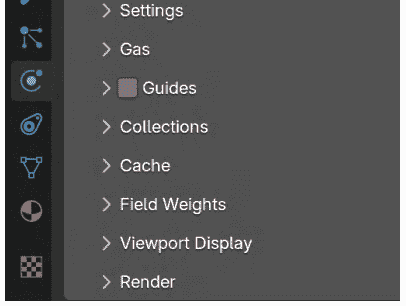 Settings
Gas
Guides
Collections
Cache
Field Weights
Viewport Display
Render